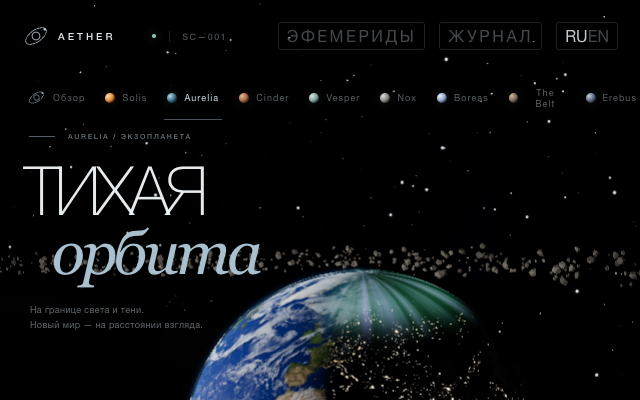 AETHER SC—001 ЭФЕМЕРИДЫ ЖУРНАЛ RU EN
Обзор Solis Aurelia Cinder Vesper Nox Boreas The Belt Erebus
AURELIA / ЭКЗОПЛАНЕТА
ТИХАЯ
орбита
На границе света и тени.
Новый мир — на расстоянии взгляда.